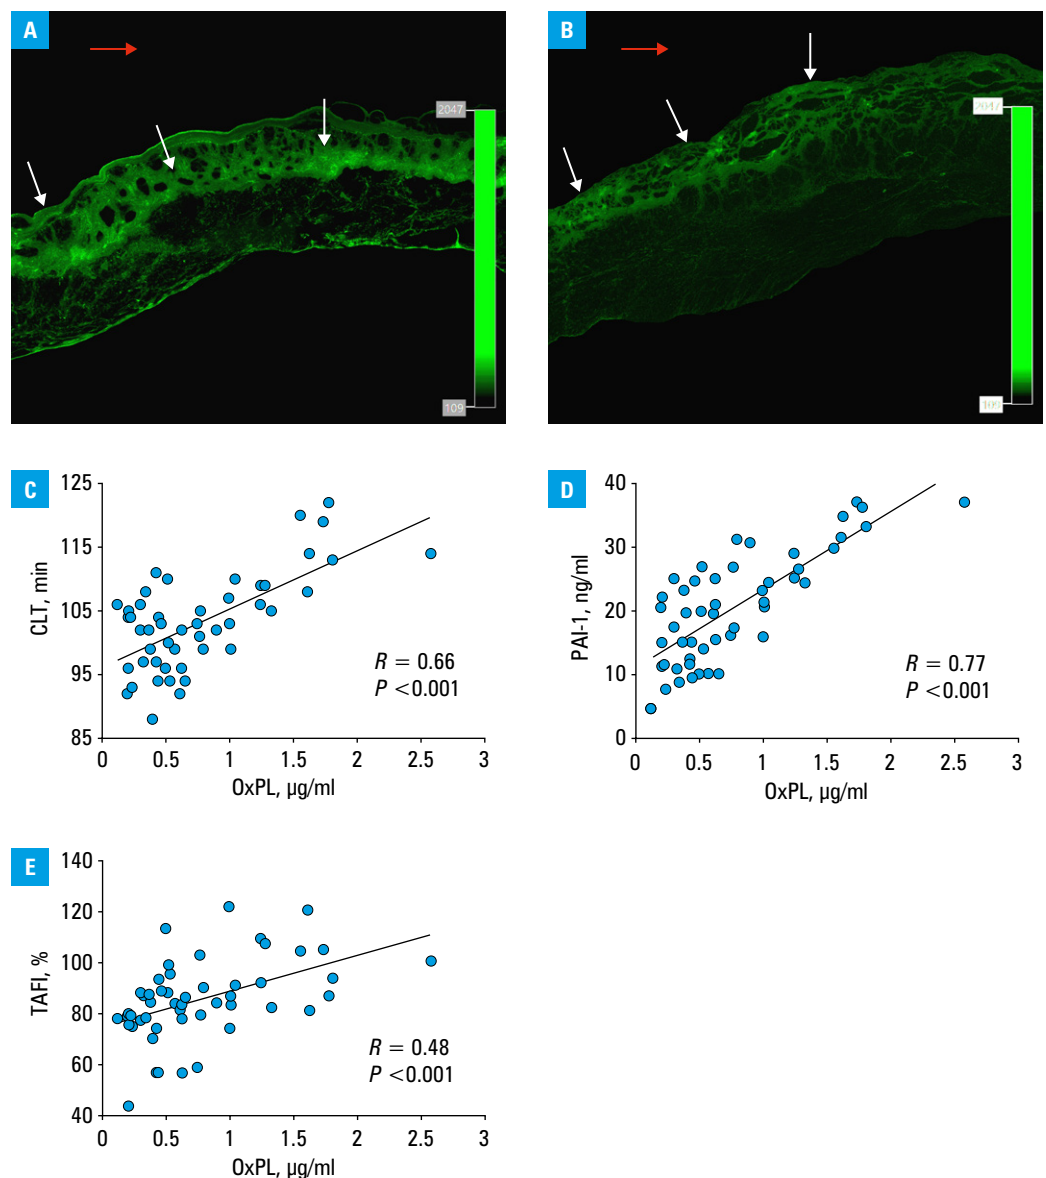 A
B
2047
109
2047
109
C
125
115
105
95
85
CLT, min
R = 0.66
P <0.001
0 0.5 1 1.5 2 2.5 3
OxPL, μg/ml
D
40
30
20
10
0
PAI-1, ng/ml
R = 0.77
P <0.001
0 0.5 1 1.5 2 2.5 3
OxPL, μg/ml
E
140
120
100
80
60
40
TAFI, %
R = 0.48
P <0.001
0 0.5 1 1.5 2 2.5 3
OxPL, μg/ml